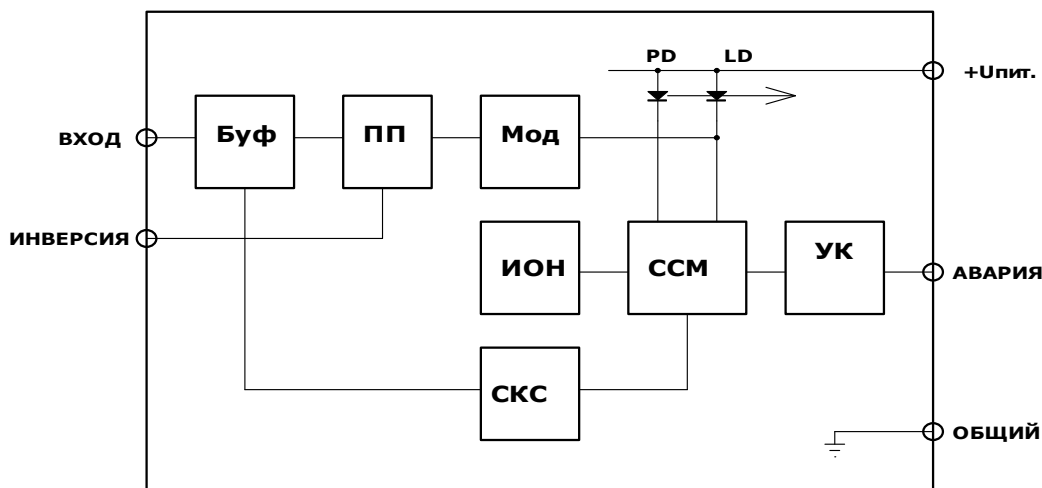 PD LD
+Uпит.
ВХОД
Буф
ПП
Мод
ИНВЕРСИЯ
ИОН
ССМ
УК
АВАРИЯ
СКС
ОБЩИЙ